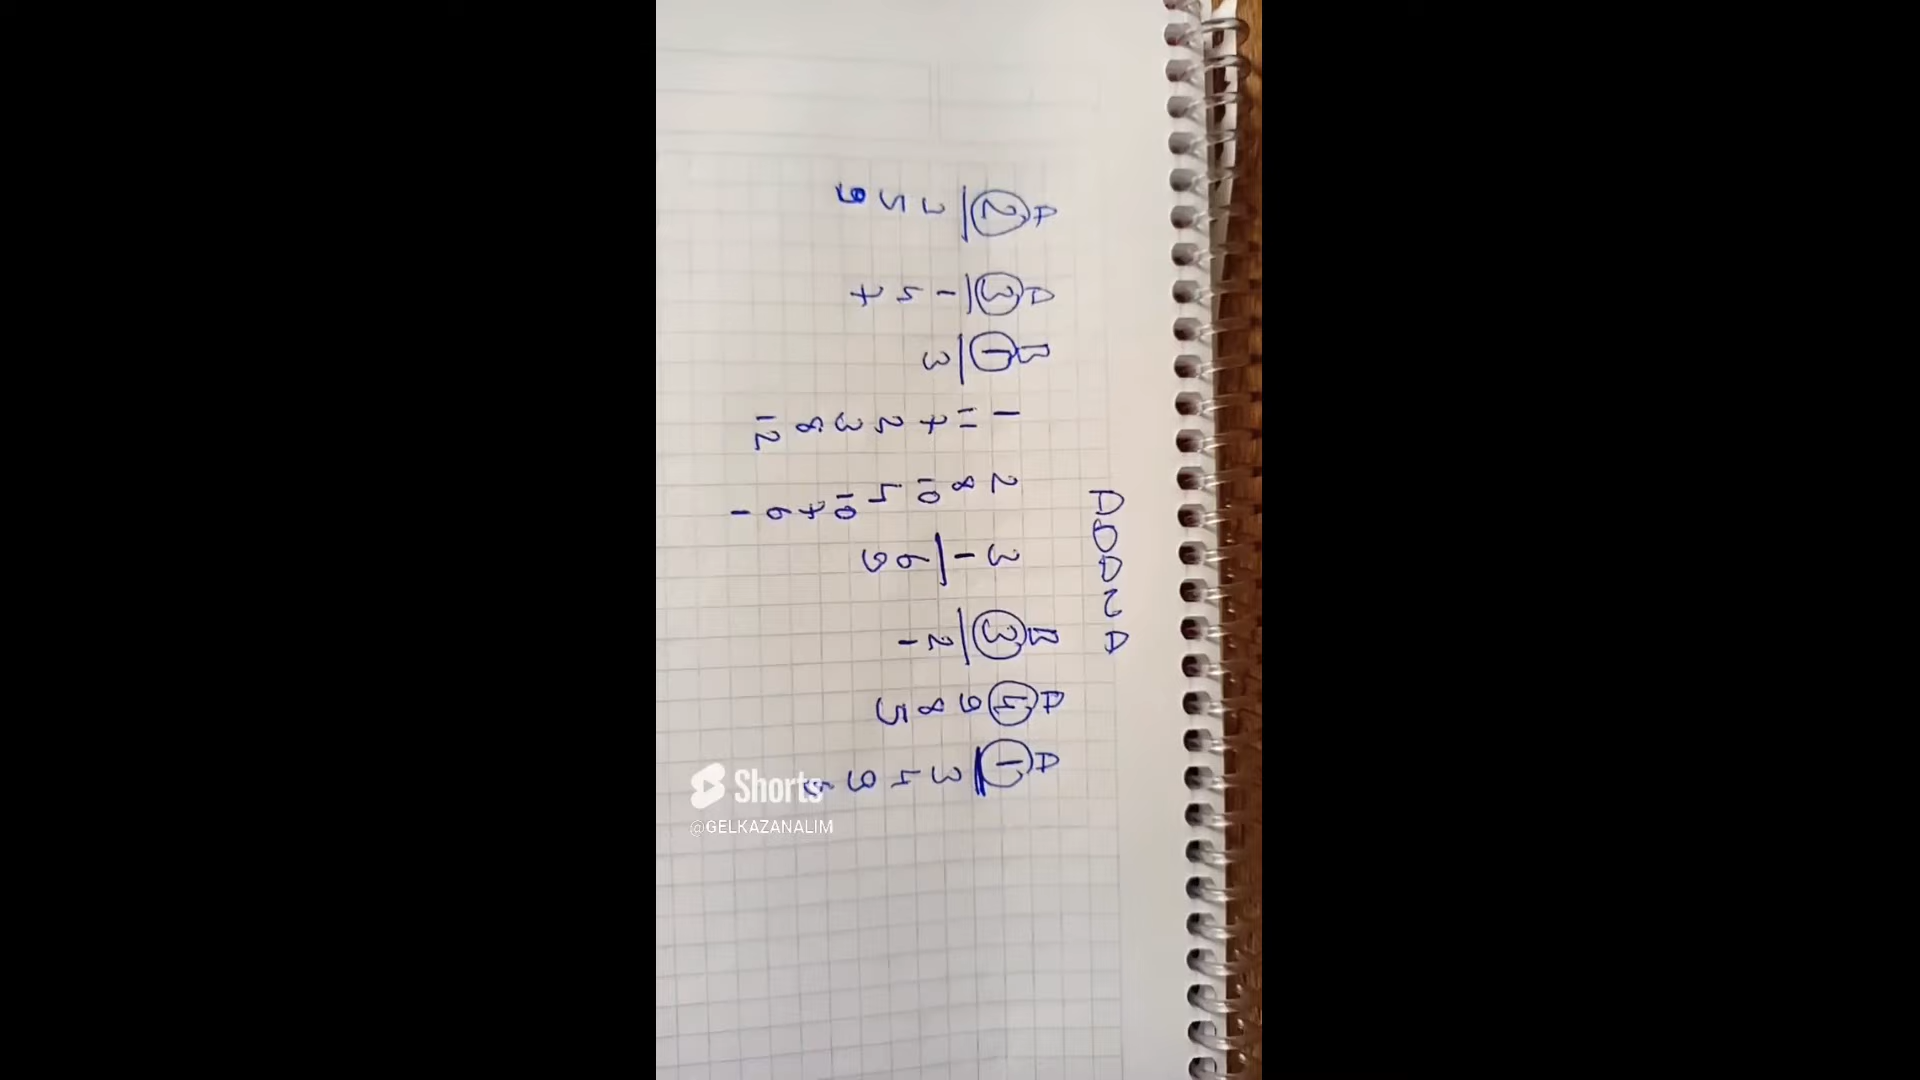 ADANA
A A B B A A
2 3 1 1 2 3 3 4 1
7 1 3 11 8 1 2 9 3
5 5 7 10 6 1 8 5
9 7 2 5 9 5 9
3 10
8 7
12 6
1
Shorts
@GELKAZANALIM